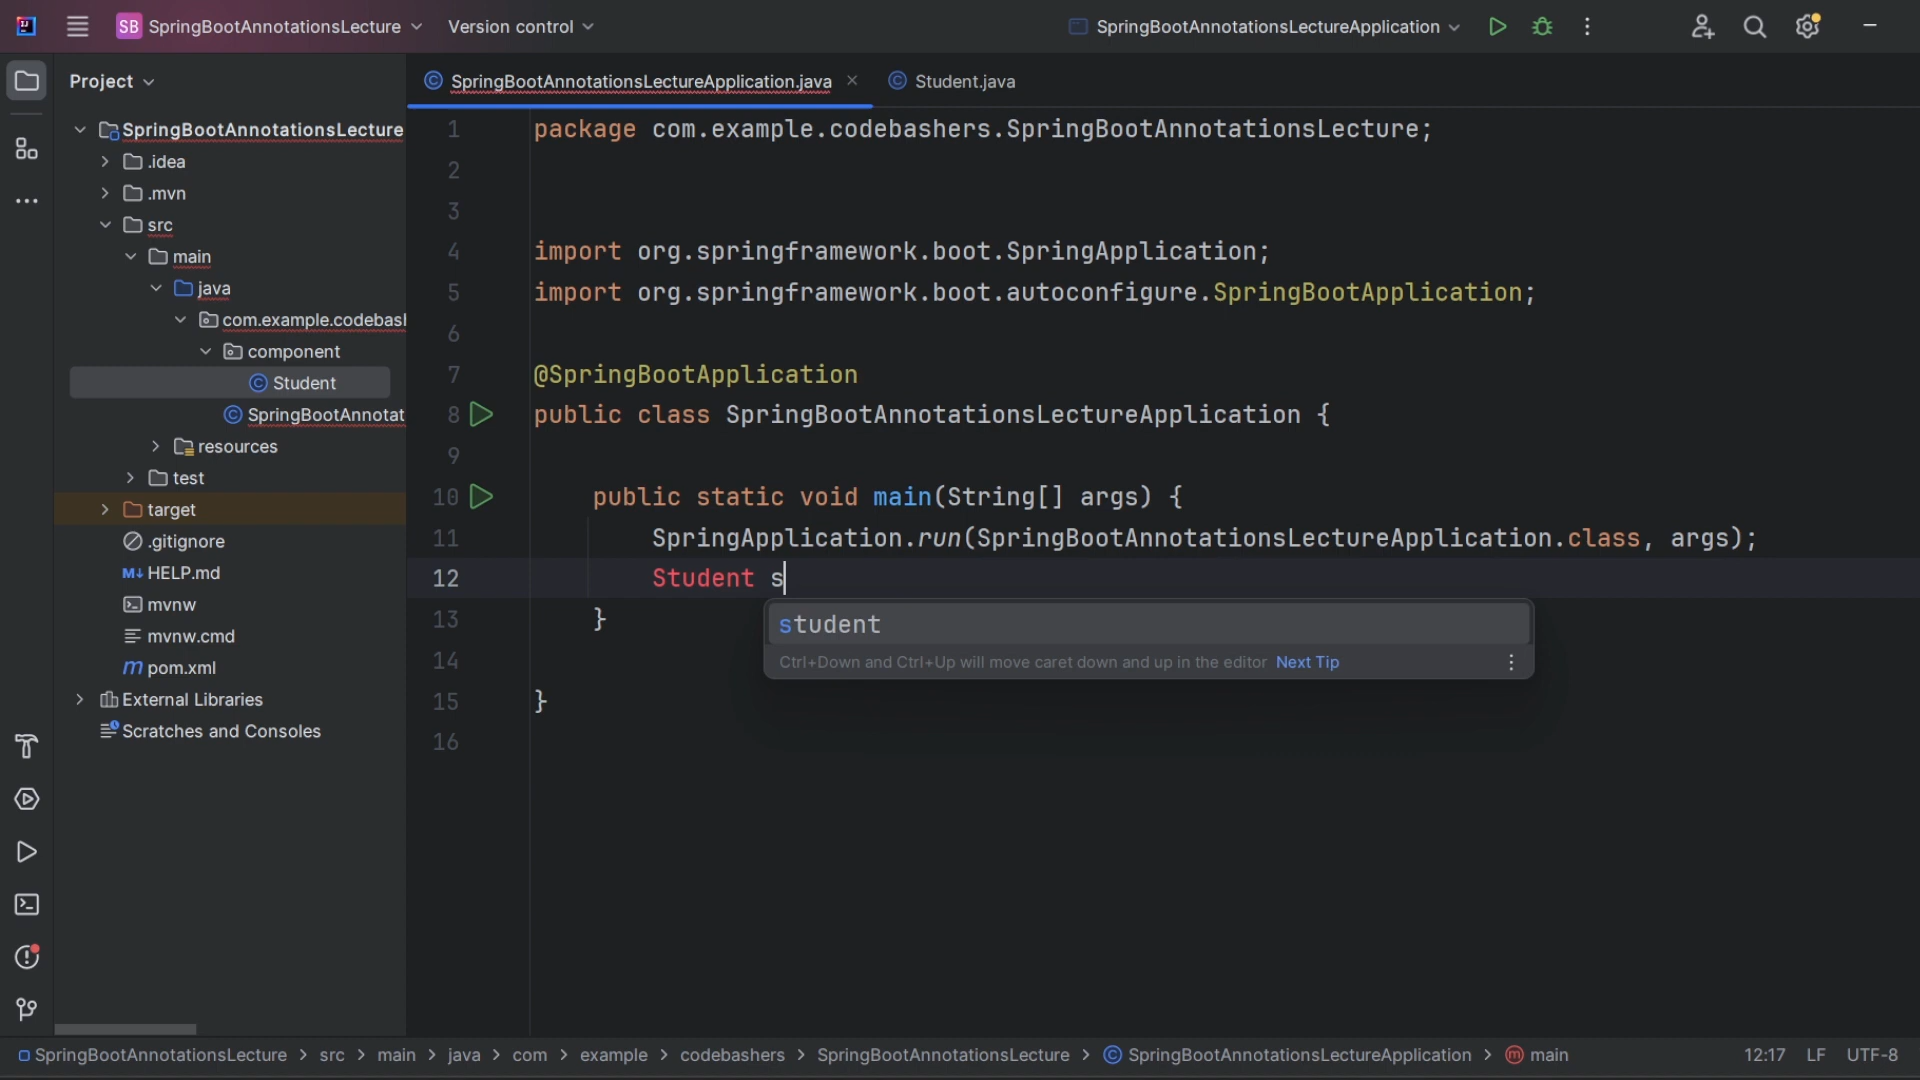 SB SpringBootAnnotationsLecture Version control SpringBootAnnotationsLectureApplication
Project
SpringBootAnnotationsLecture
.idea
.mvn
src
main
java
com.example.codebas
component
Student
SpringBootAnnotat
resources
test
target
.gitignore
HELP.md
mvnw
mvnw.cmd
pom.xml
External Libraries
Scratches and Consoles
SpringBootAnnotationsLectureApplication.java Student.java
1 package com.example.codebashers.SpringBootAnnotationsLecture;
2
3
4 import org.springframework.boot.SpringApplication;
5 import org.springframework.boot.autoconfigure.SpringBootApplication;
6
7 @SpringBootApplication
8 public class SpringBootAnnotationsLectureApplication {
9
10 public static void main(String[] args) {
11 SpringApplication.run(SpringBootAnnotationsLectureApplication.class, args);
12 Student s
student
Ctrl+Down and Ctrl+Up will move caret down and up in the editor Next Tip
13 }
14
15 }
16
SpringBootAnnotationsLecture > src > main > java > com > example > codebashers > SpringBootAnnotationsLecture > SpringBootAnnotationsLectureApplication > main 12:17 LF UTF-8